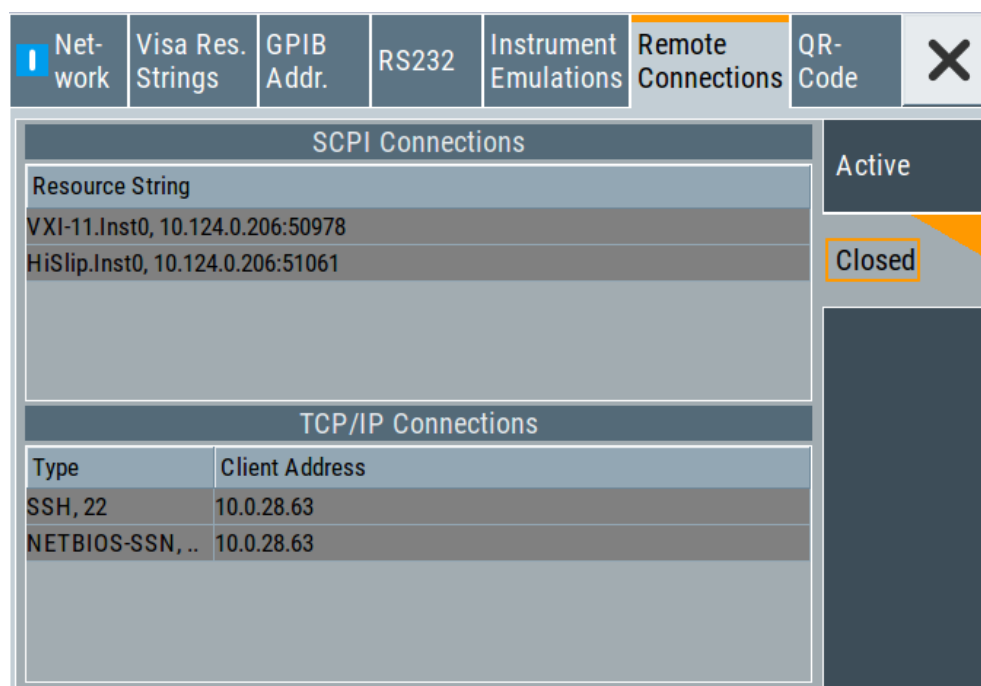 Net-
work
Visa Res.
Strings
GPIB
Addr.
RS232
Instrument
Emulations
Remote
Connections
QR-
Code
SCPI Connections
Resource String
VXI-11.Inst0, 10.124.0.206:50978
HiSlip.Inst0, 10.124.0.206:51061
Active
Closed
TCP/IP Connections
Type Client Address
SSH, 22 10.0.28.63
NETBIOS-SSN, .. 10.0.28.63